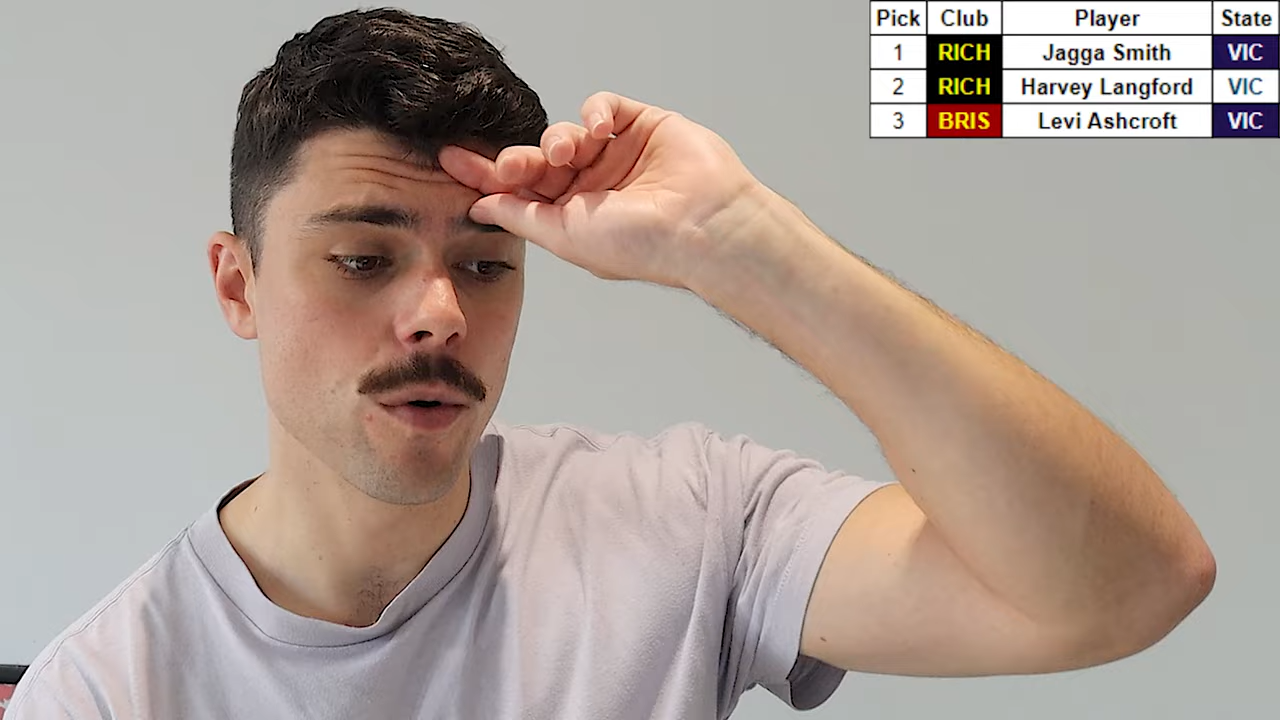 Pick Club Player State
1 RICH Jagga Smith VIC
2 RICH Harvey Langford VIC
3 BRIS Levi Ashcroft VIC